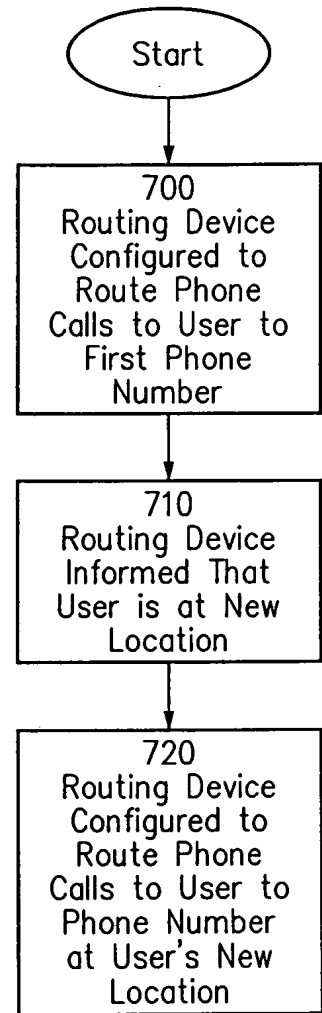 Start
700
Routing Device
Configured to
Route Phone
Calls to User to
First Phone
Number
710
Routing Device
Informed That
User is at New
Location
720
Routing Device
Configured to
Route Phone
Calls to User to
Phone Number
at User's New
Location